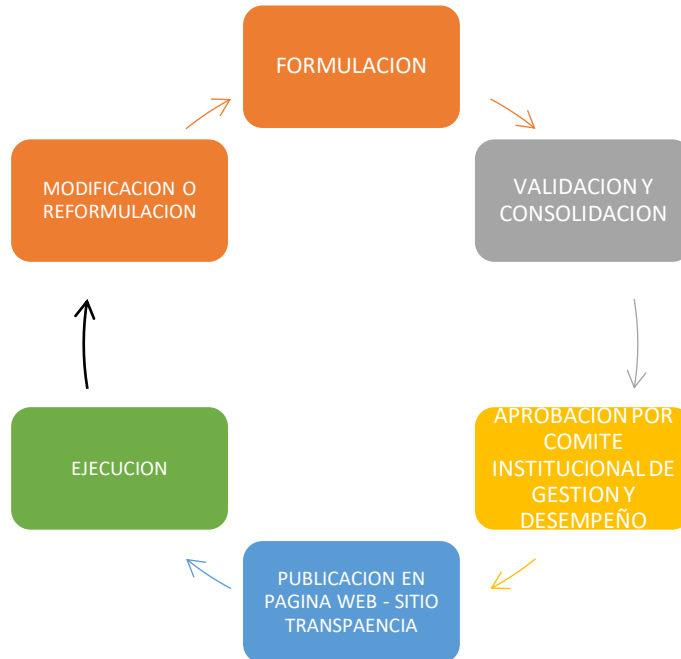 FORMULACION
VALIDACION Y
CONSOLIDACION
APROBACION POR
COMITE
INSTITUCIONAL DE
GESTION Y
DESEMPEÑO
PUBLICACION EN
PAGINA WEB - SITIO
TRANSPAENCIA
EJECUCION
MODIFICACION O
REFORMULACION